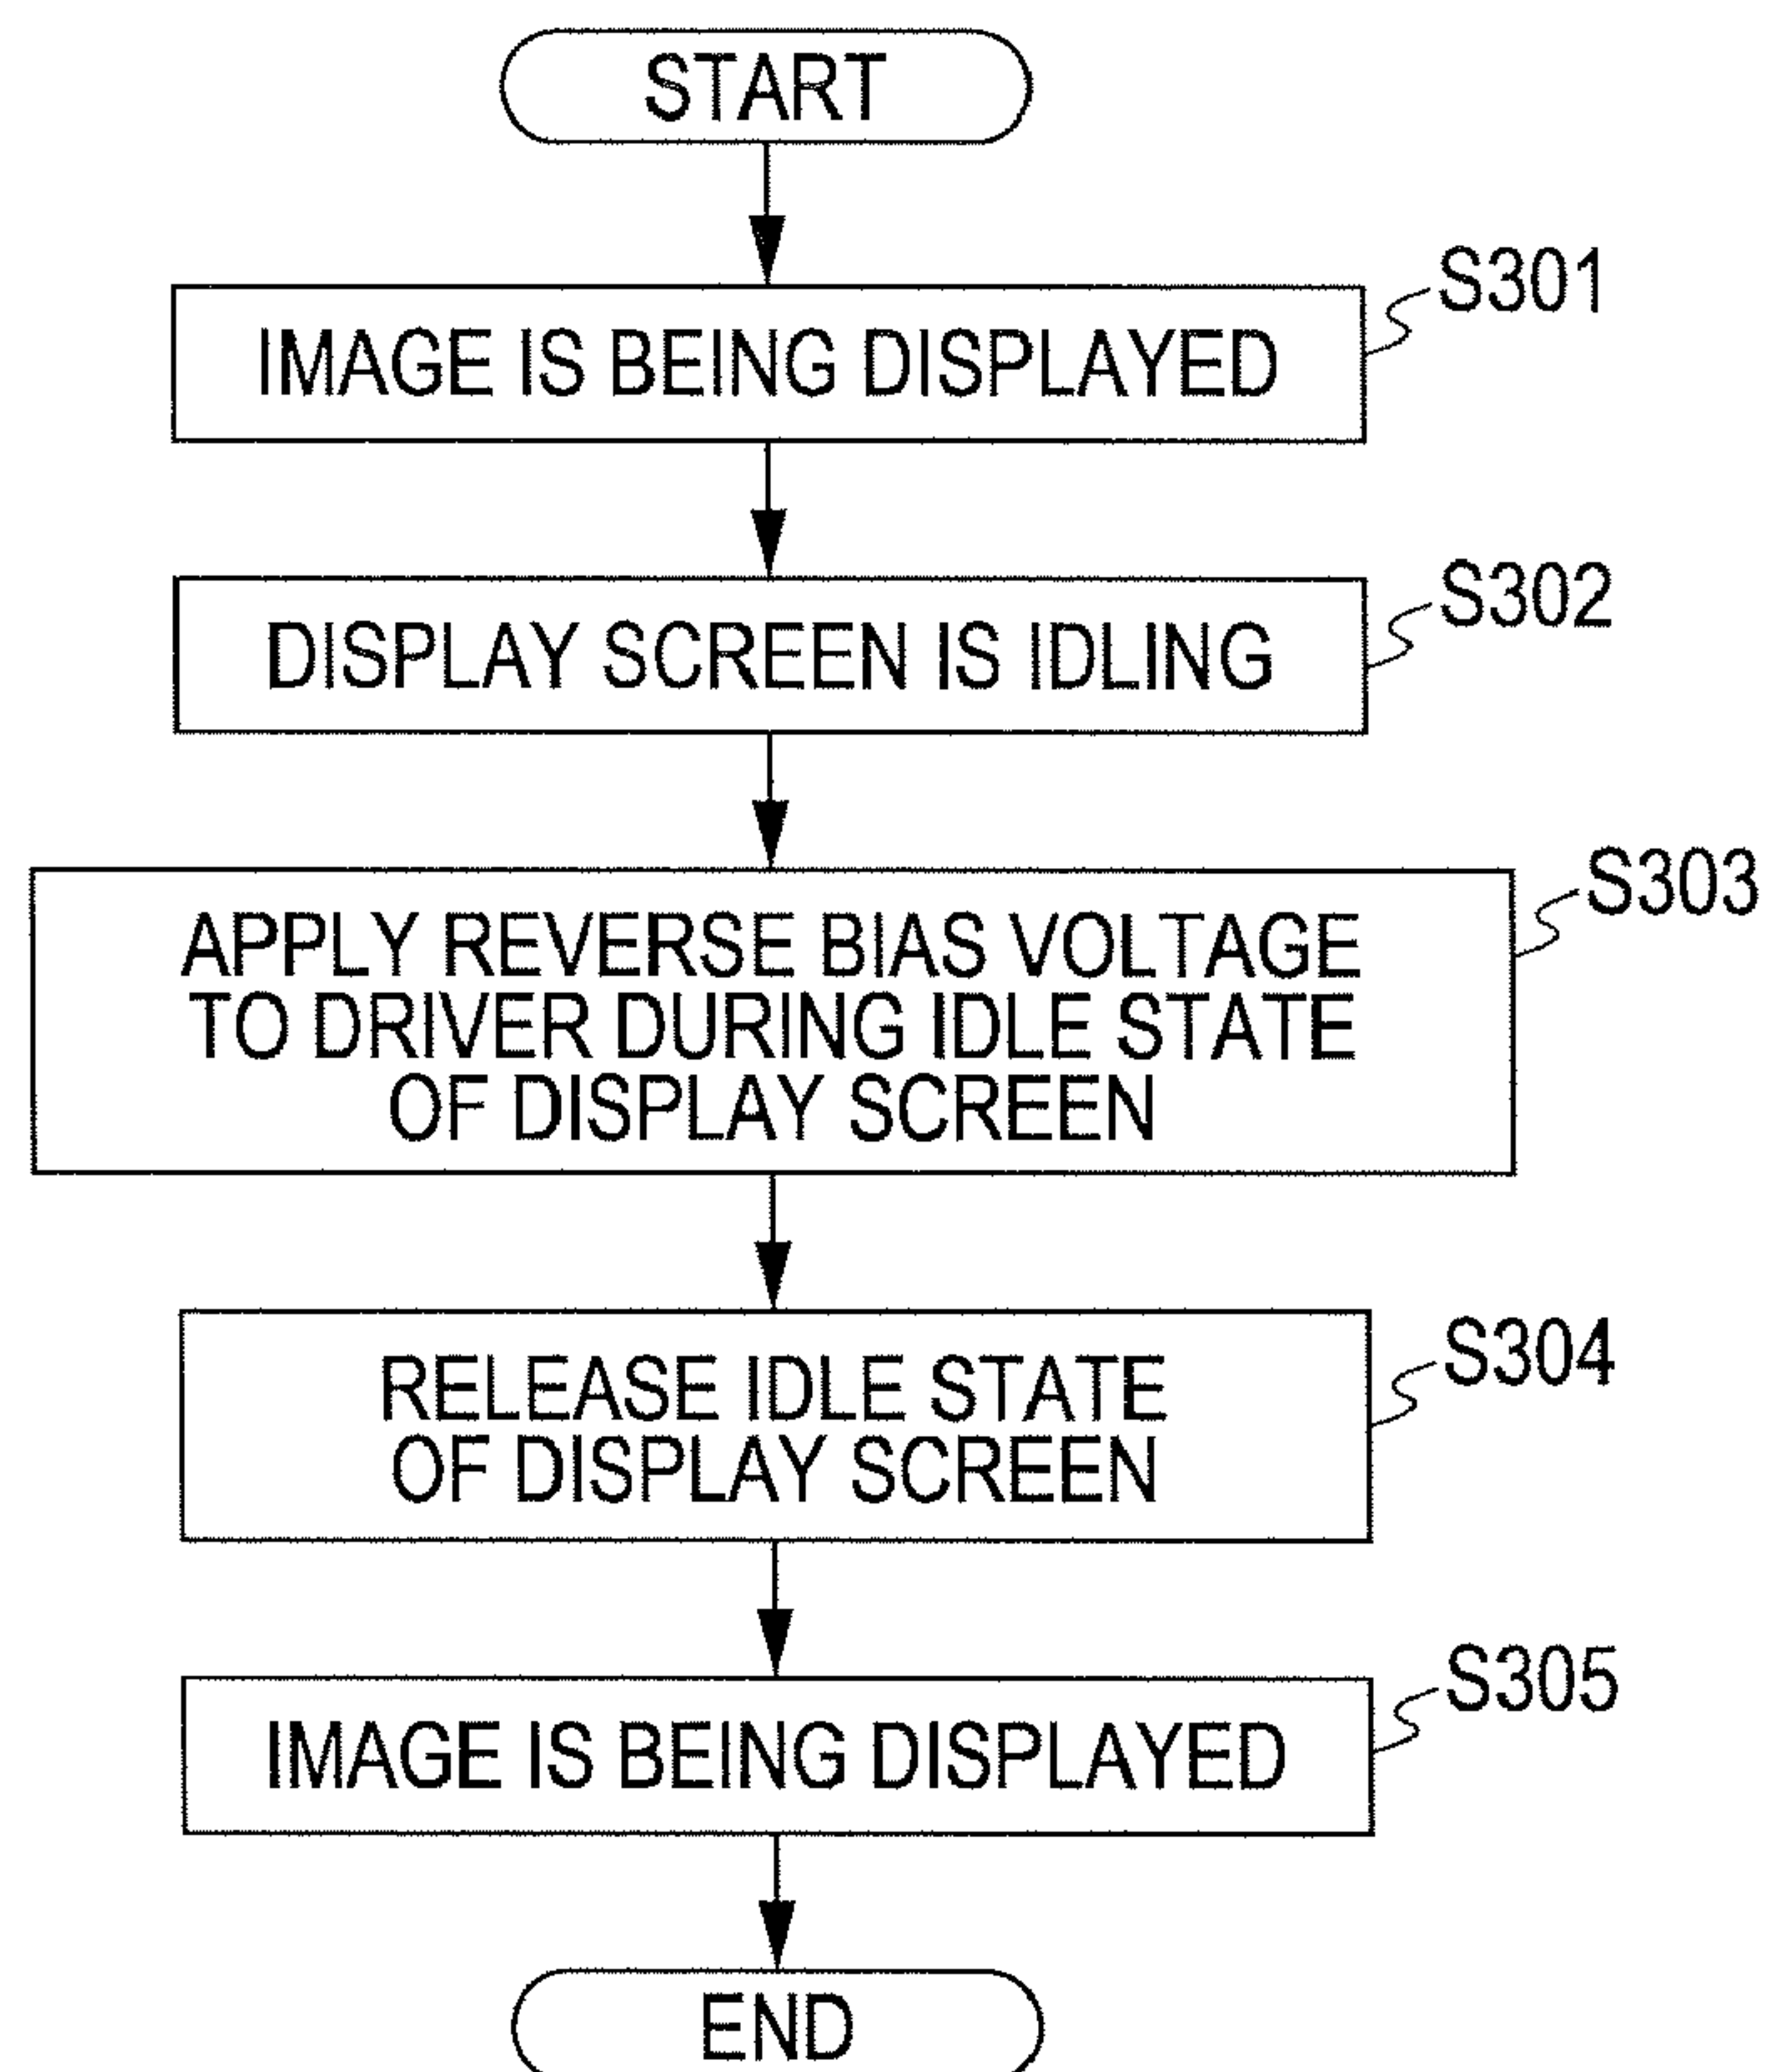 START
S301
IMAGE IS BEING DISPLAYED
S302
DISPLAY SCREEN IS IDLING
S303
APPLY REVERSE BIAS VOLTAGE
TO DRIVER DURING IDLE STATE
OF DISPLAY SCREEN
S304
RELEASE IDLE STATE
OF DISPLAY SCREEN
S305
IMAGE IS BEING DISPLAYED
END